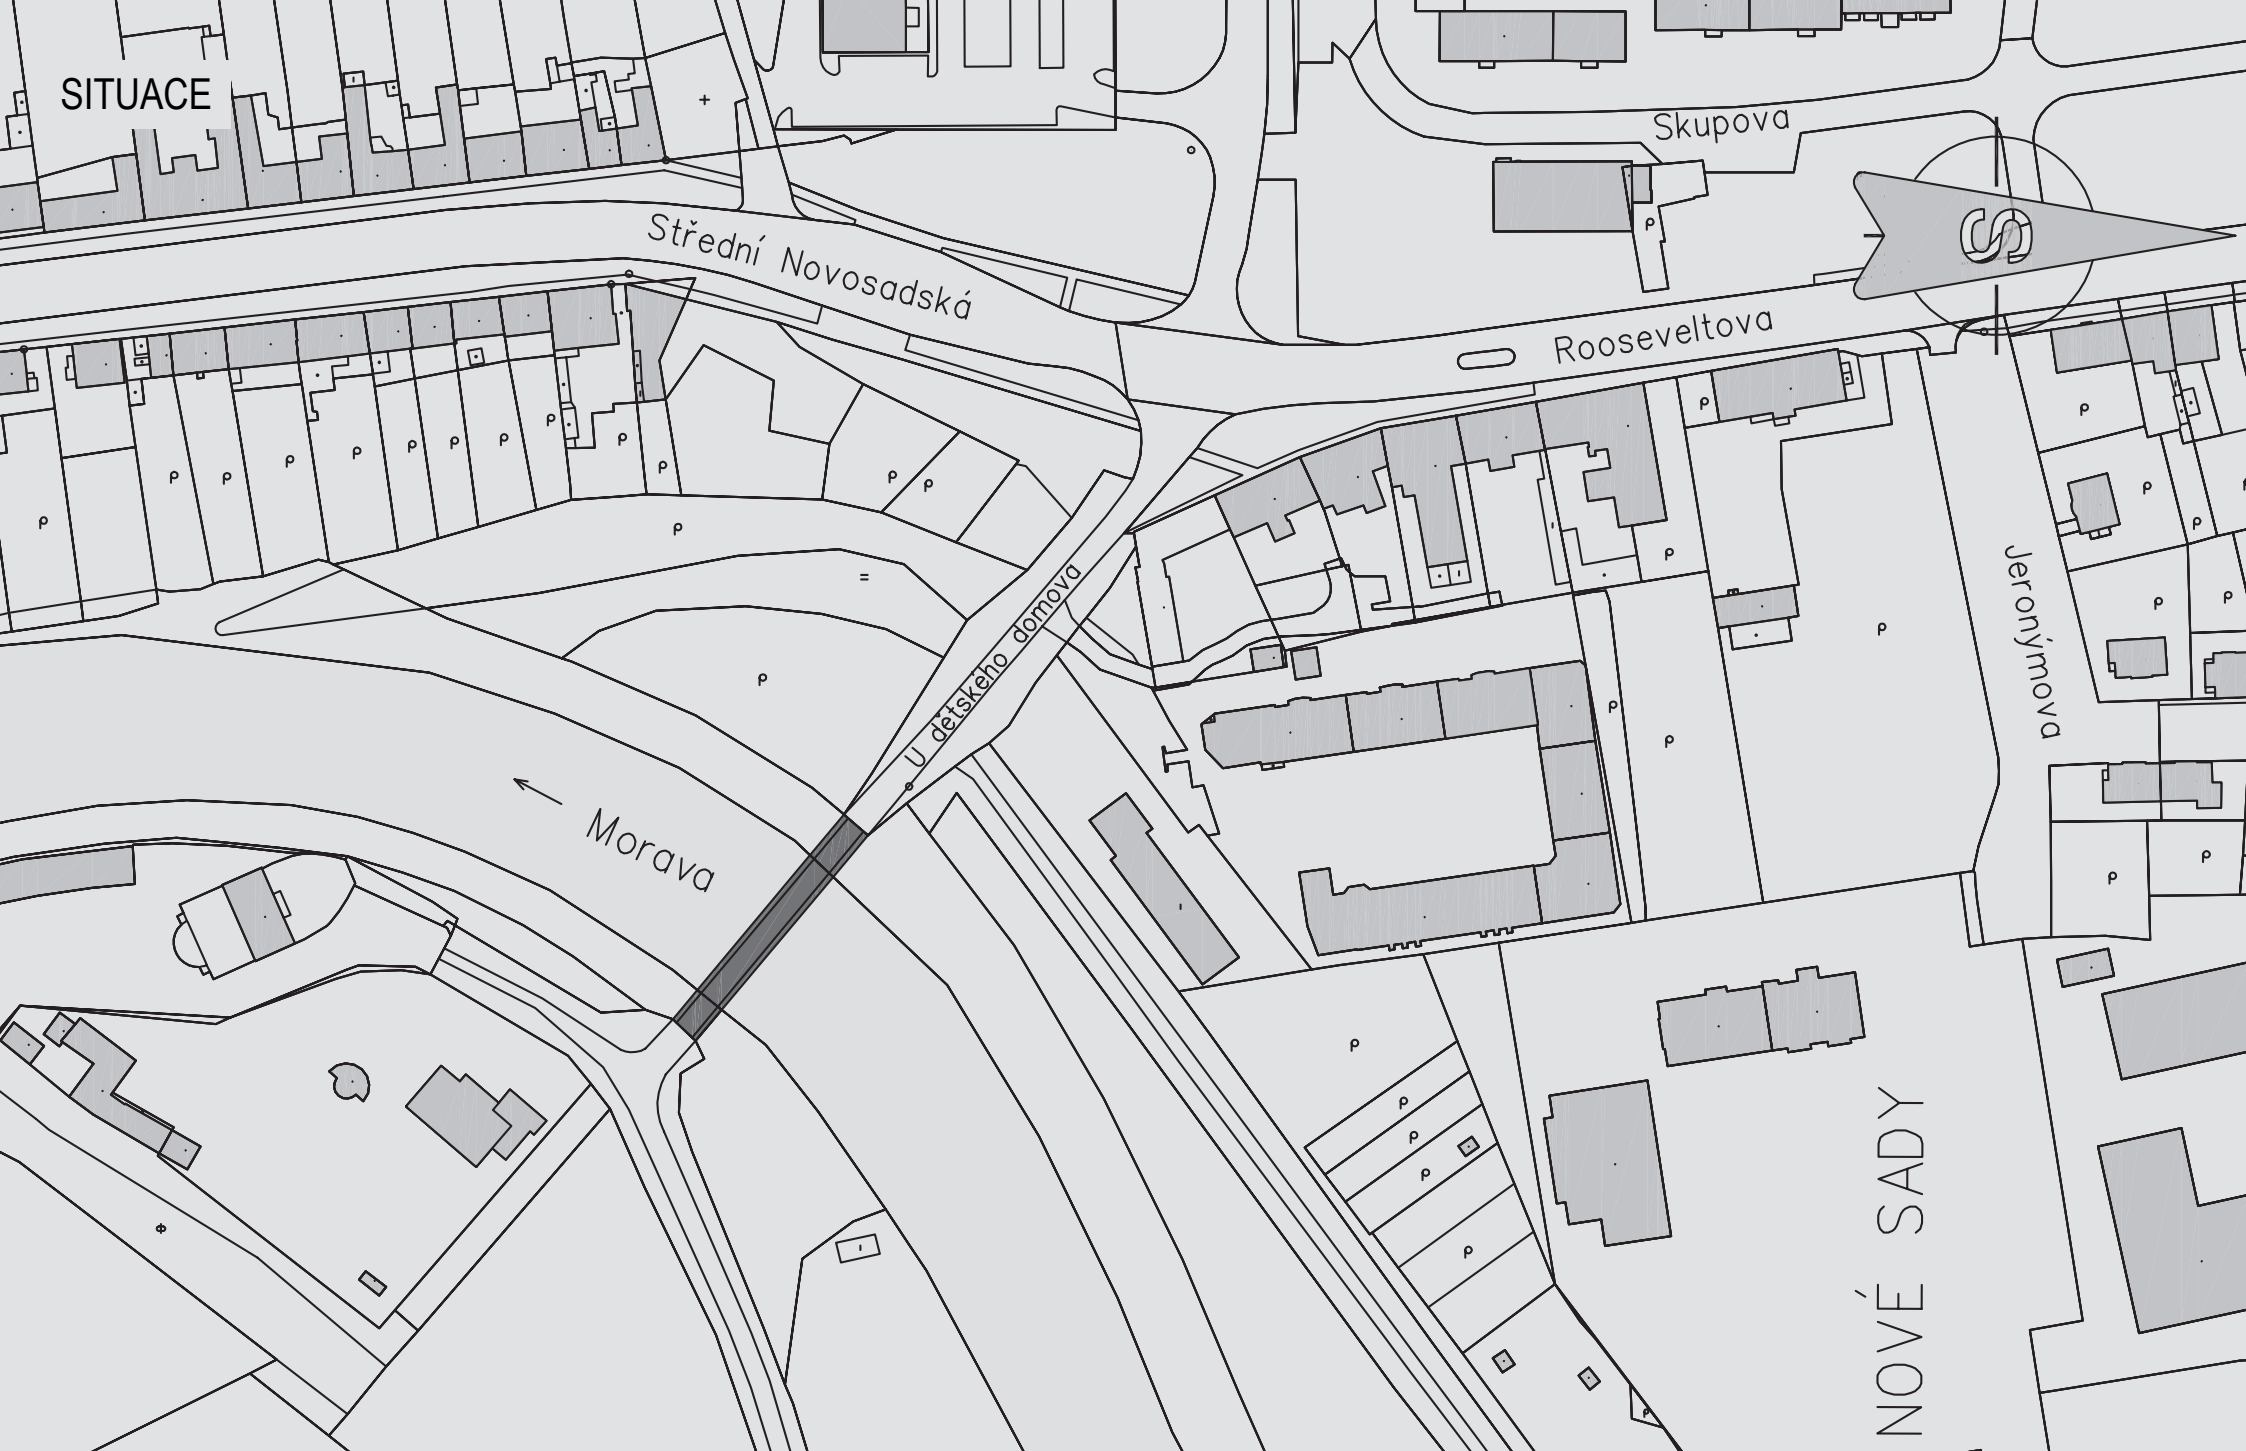 SITUACE
Skupova
S
Střední Novosadská
Rooseveltova
Jeronýmova
U dětského domova
Morava
NOVÉ SADY